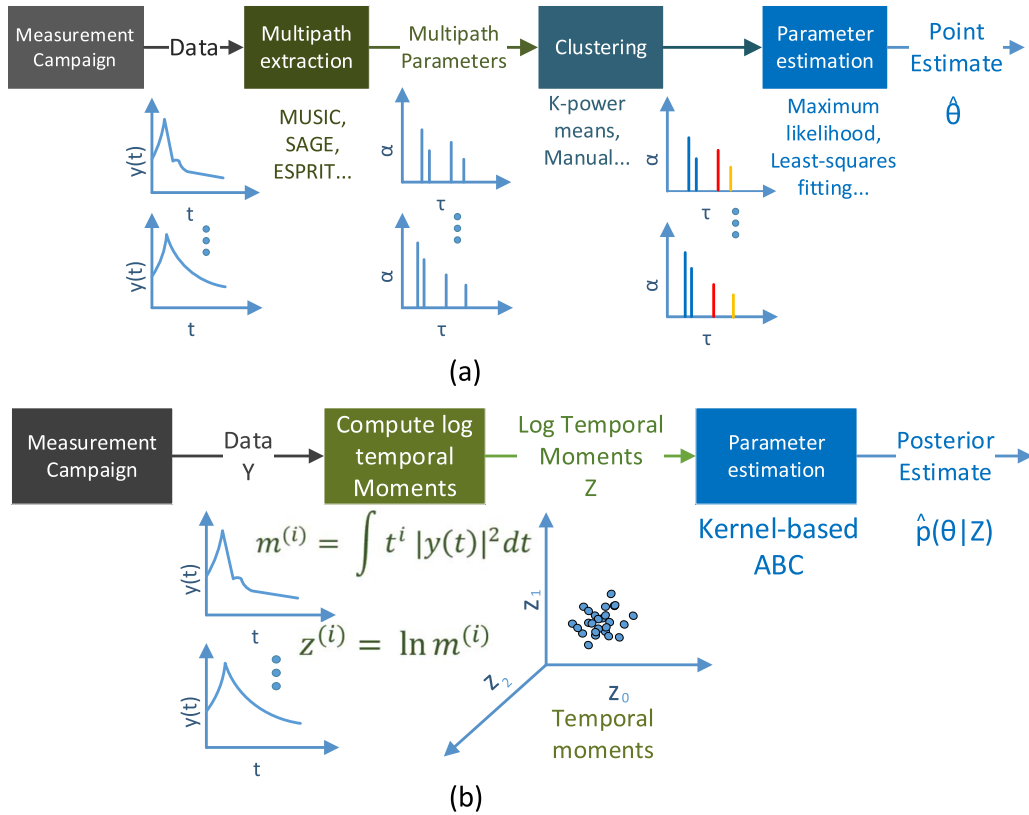 Measurement
Campaign
Data
Multipath
extraction
Multipath
Parameters
Clustering
Parameter
estimation
Point
Estimate
θ̂
MUSIC,
SAGE,
ESPRIT...
K-power
means,
Manual...
Maximum
likelihood,
Least-squares
fitting...
y(t)
t
α
τ
α
τ
y(t)
t
α
τ
α
τ
(a)
Measurement
Campaign
Data
Y
Compute log
temporal
Moments
Log Temporal
Moments
Z
Parameter
estimation
Posterior
Estimate
Kernel-based
ABC
p̂(θ|Z)
m⁽ⁱ⁾ = ∫ tⁱ |y(t)|² dt
z⁽ⁱ⁾ = ln m⁽ⁱ⁾
y(t)
t
y(t)
t
Z₁
Z₂
Z₀
Temporal
moments
(b)